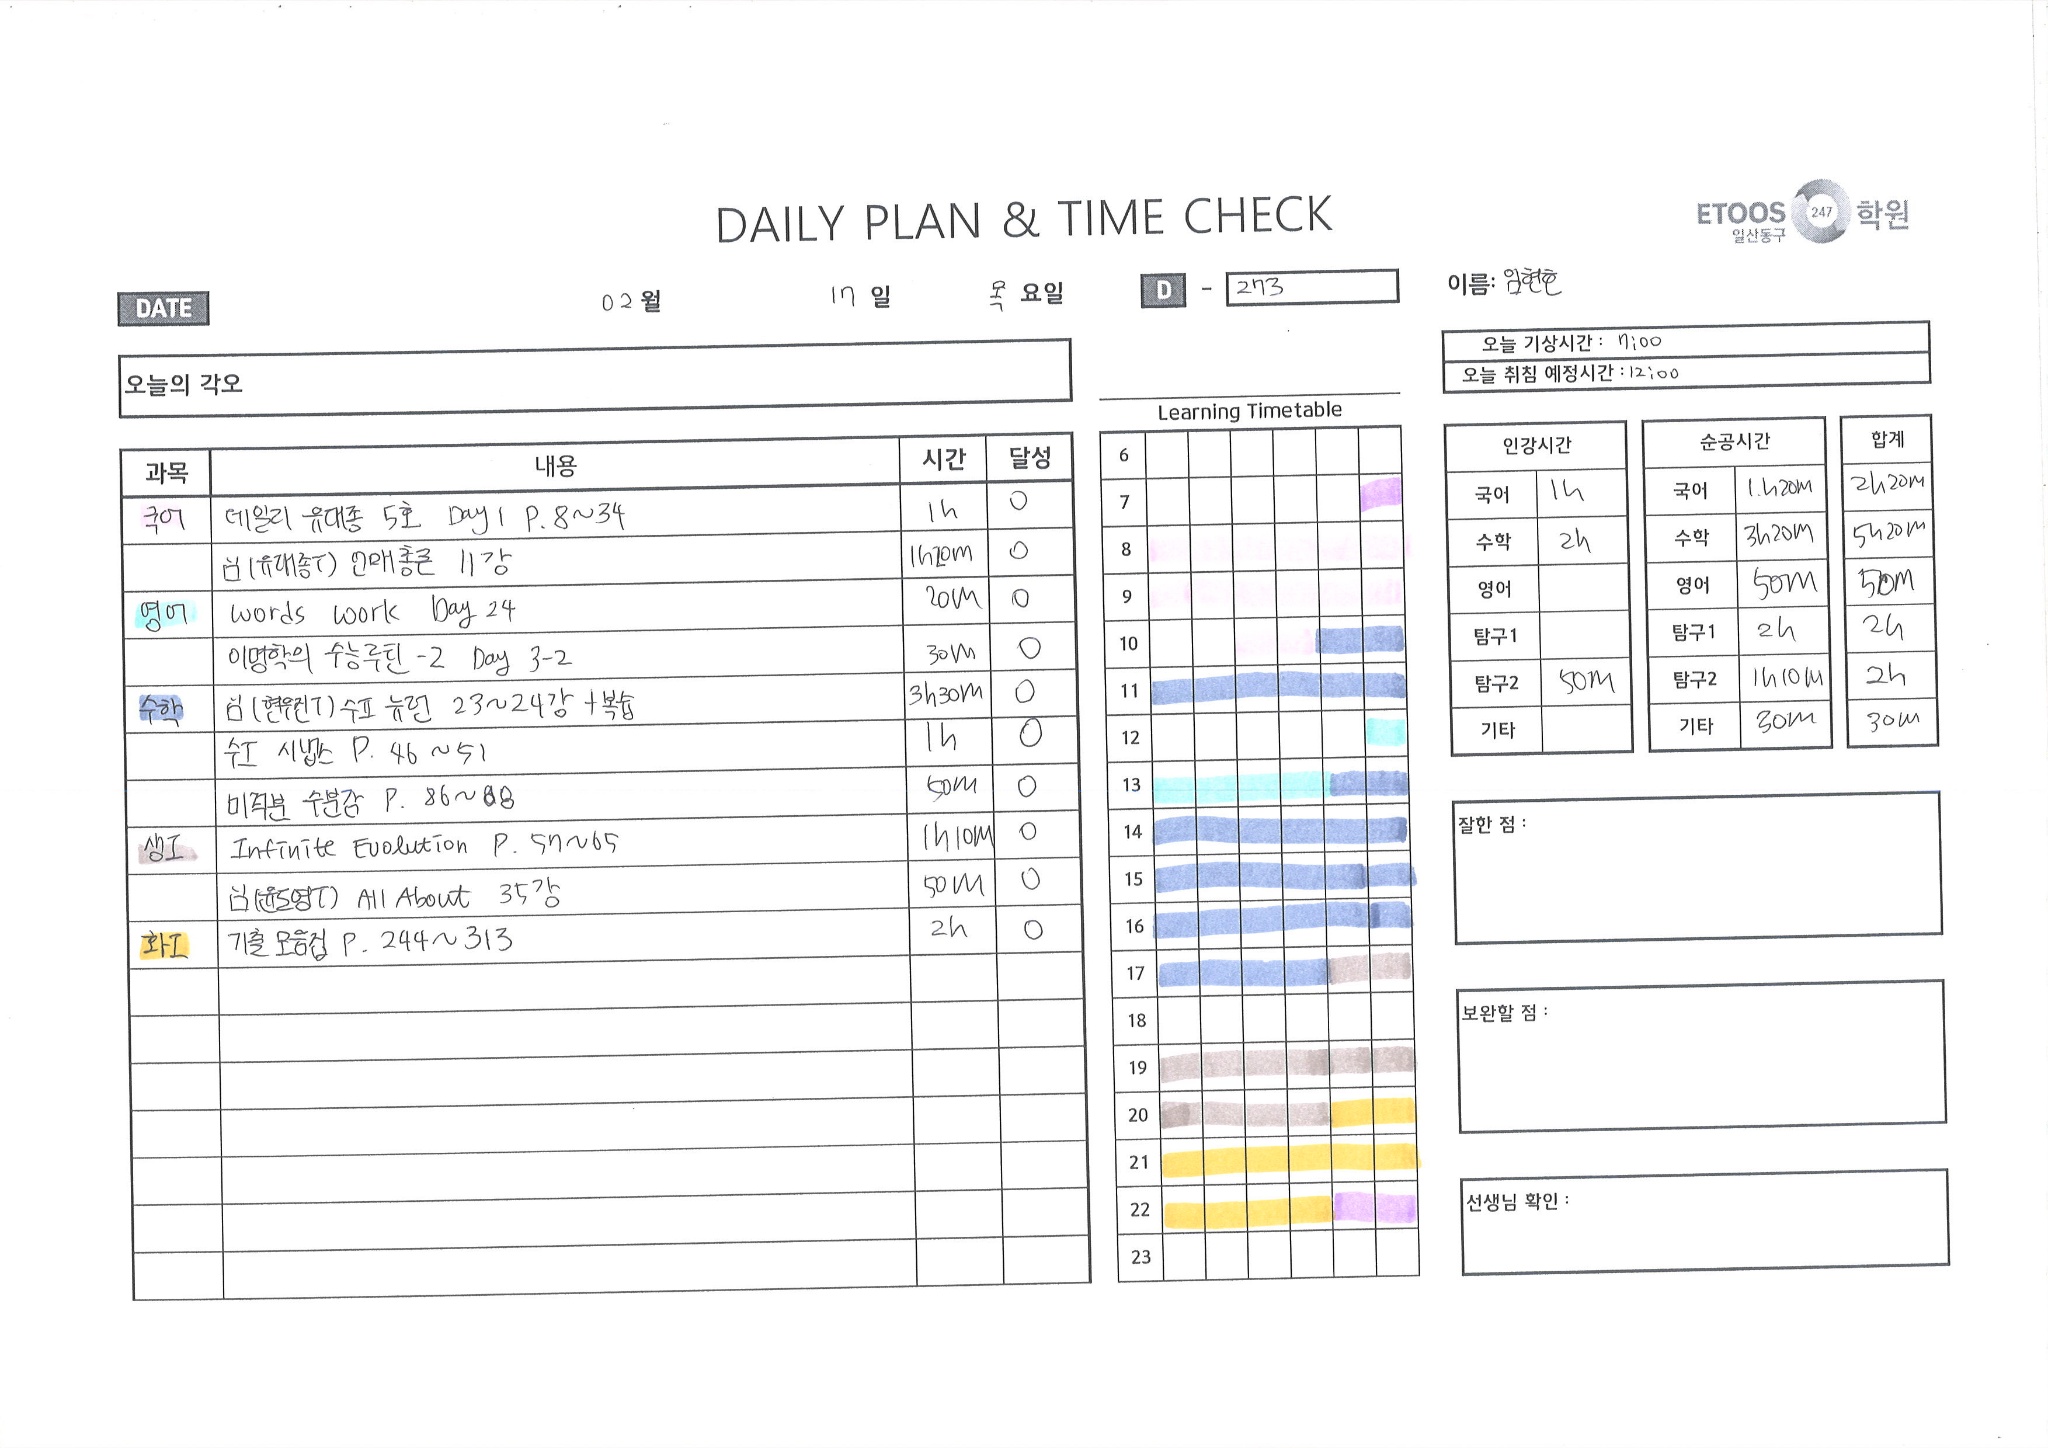 DAILY PLAN & TIME CHECK
ETOOS 247 학원
일산동구
DATE 02월 17일 목요일 D - 273 이름: 임현호
오늘의 각오
오늘 기상시간 : 7:00
오늘 취침 예정시간 : 12:00
과목 내용 시간 달성
국어 데일리 유대종 5호 Day 1 P. 8~34 1h O
님(유대종T) 언매총론 11강 1h20m O
영어 words work Day 24 20m O
이명학의 수능루틴 -2 Day 3-2 30m O
수학 님(현우진T) 수II 뉴런 23~24강 +복습 3h30m O
수I 시냅스 P. 46 ~51 1h O
미적분 수분감 P. 86~88 50m O
생I Infinite Evolution P. 57~65 1h10m O
님(윤도영T) All About 35강 50m O
화I 기출 모음집 P. 244~313 2h O
Learning Timetable
6
7
8
9
10
11
12
13
14
15
16
17
18
19
20
21
22
23
인강시간 순공시간 합계
국어 1h 국어 1h20m 2h20m
수학 2h 수학 3h20m 5h20m
영어 영어 50m 50m
탐구1 탐구1 2h 2h
탐구2 50m 탐구2 1h10m 2h
기타 기타 30m 30m
잘한 점 :
보완할 점 :
선생님 확인 :